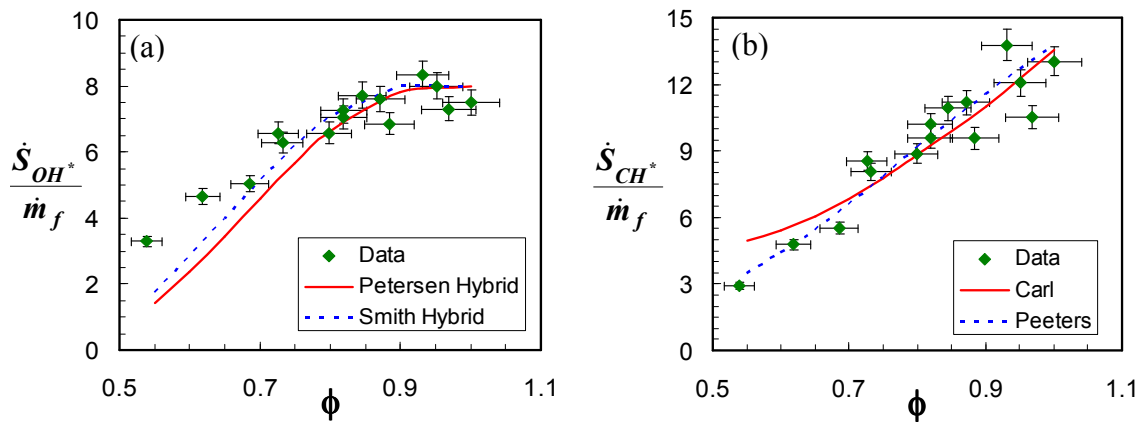 (a)
10
8
6
4
2
0
0.5 0.7 0.9 1.1
ϕ
Ṡ_OH*
ṁ_f
Data
Petersen Hybrid
Smith Hybrid
(b)
15
12
9
6
3
0
0.5 0.7 0.9 1.1
ϕ
Ṡ_CH*
ṁ_f
Data
Carl
Peeters